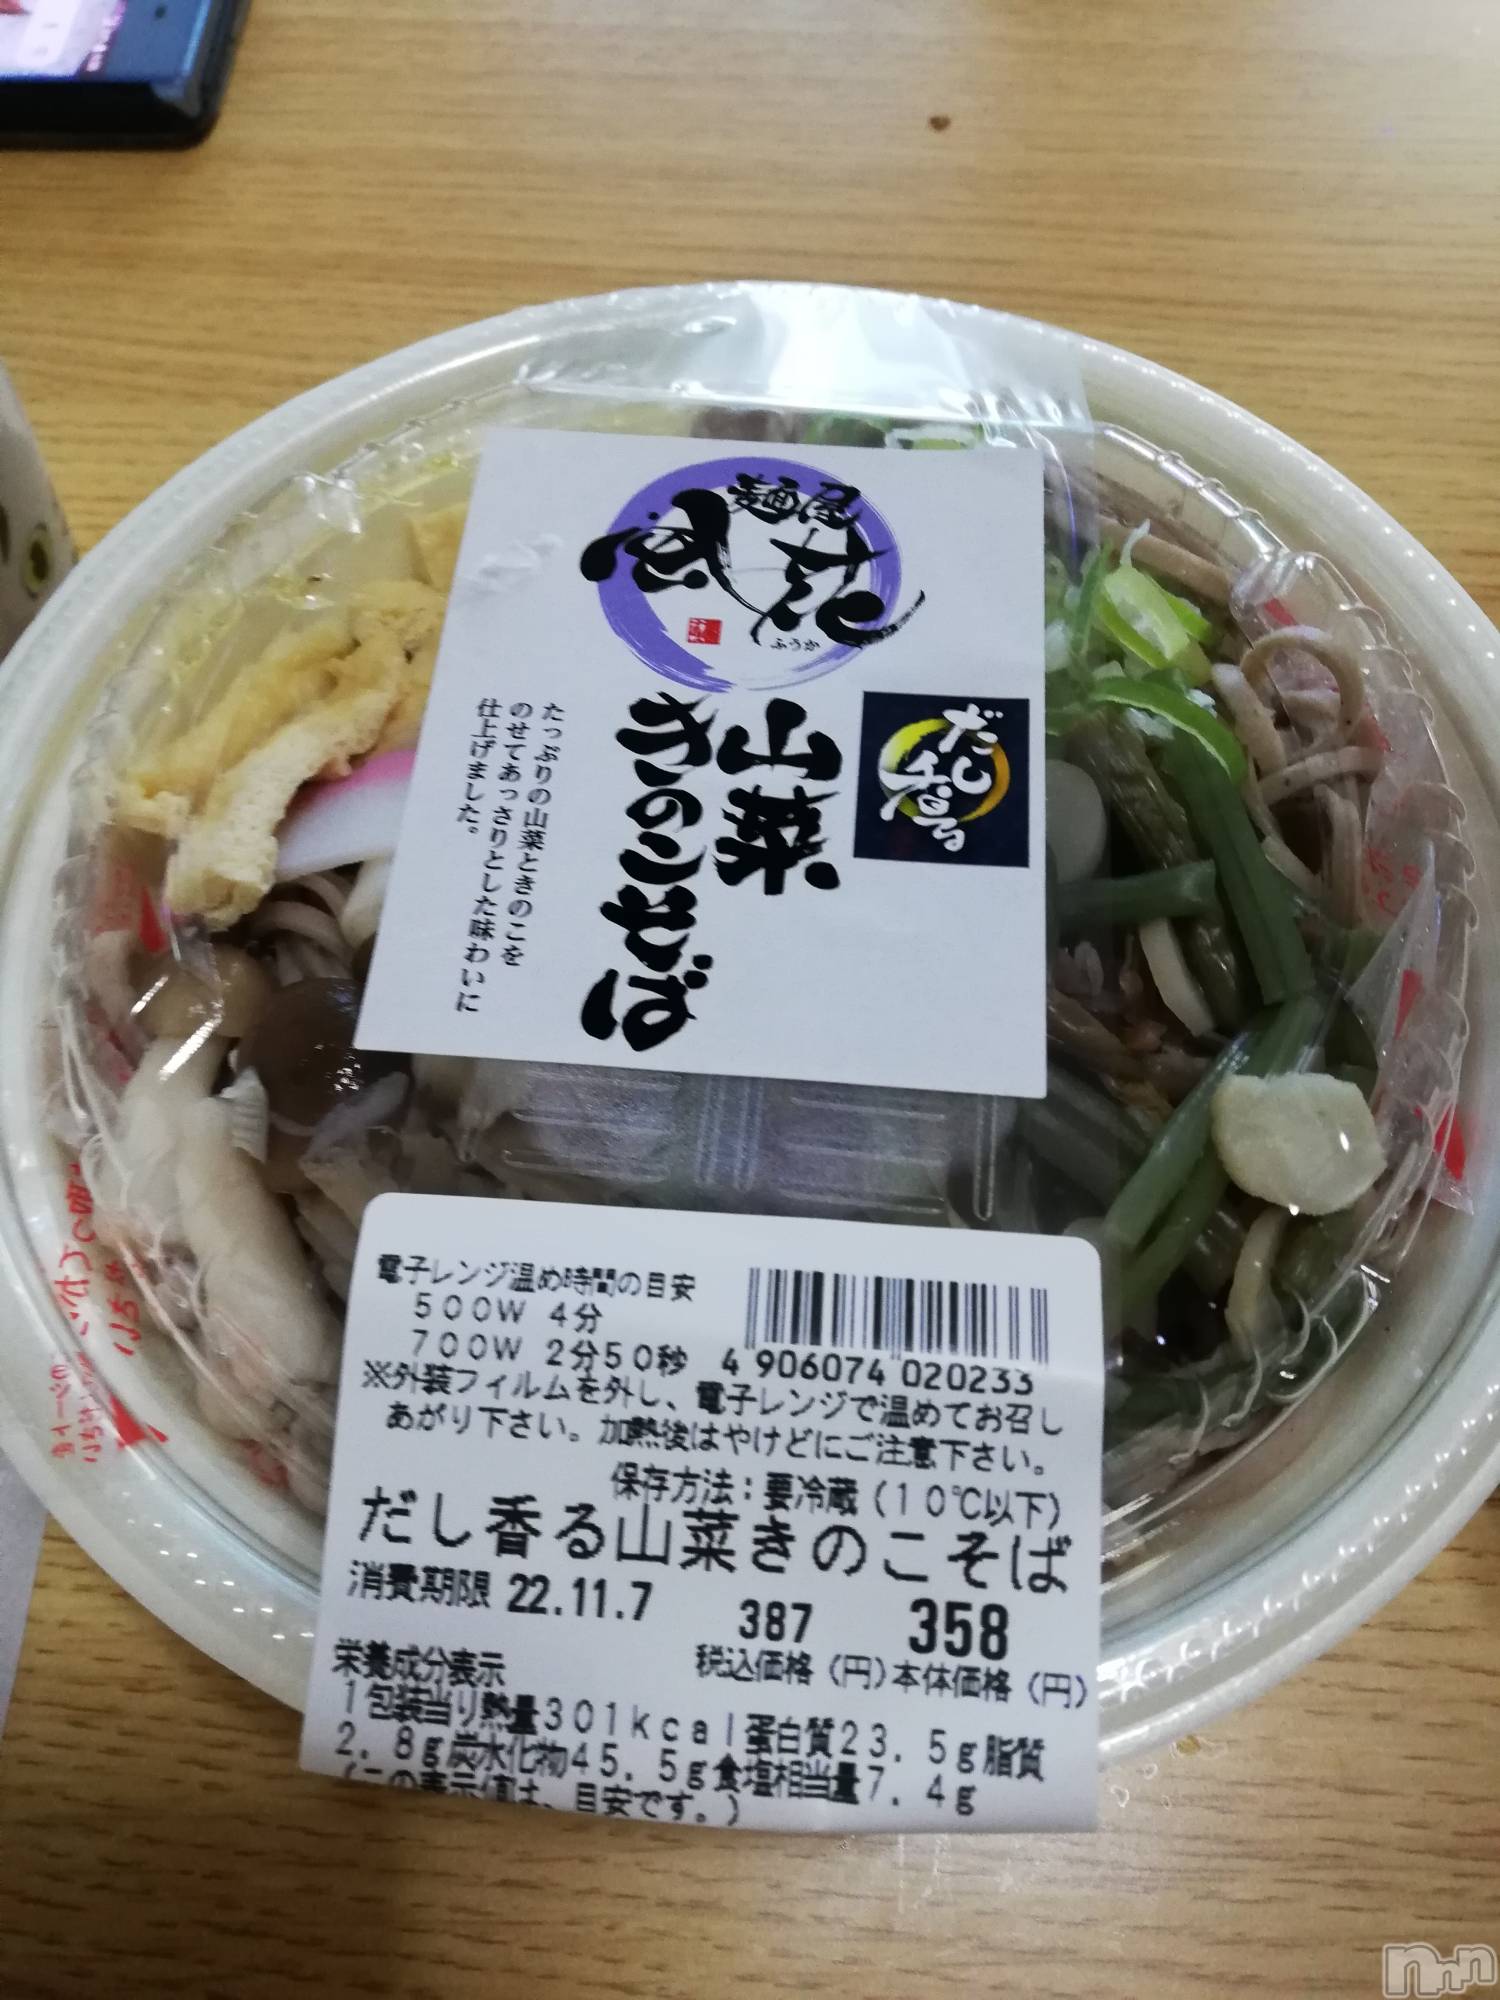 麺屋
風花
ふうか
だし
香る
山菜
きのこそば
たっぷりの山菜ときのこを
のせてあっさりとした味わいに
仕上げました。
電子レンジ温め時間の目安
500W 4分
700W 2分50秒
4 906074 020233
※外装フィルムを外し、電子レンジで温めてお召し
あがり下さい。加熱後はやけどにご注意下さい。
保存方法:要冷蔵(10℃以下)
だし香る山菜きのこそば
消費期限 22.11.7
387 358
税込価格(円)本体価格(円)
栄養成分表示
1包装当り熱量301kcal蛋白質23.5g脂質
2.8g炭水化物45.5g食塩相当量7.4g
(この表示値は、目安です。)